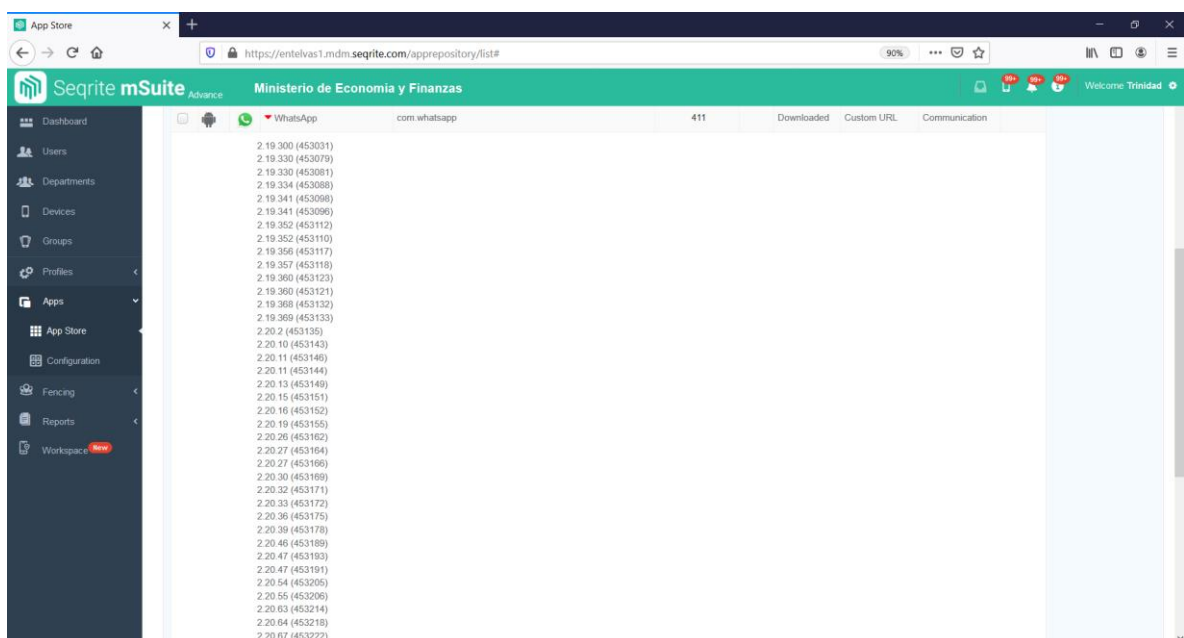 App Store
https://entelvas1.mdm.seqrite.com/apprepository/list#
90%
Seqrite mSuite Advance
Ministerio de Economia y Finanzas
99+ 99+ 99+
Welcome Trinidad
Dashboard
Users
Departments
Devices
Groups
Profiles
Apps
App Store
Configuration
Fencing
Reports
Workspace New
WhatsApp com.whatsapp 411 Downloaded Custom URL Communication
2.19.300 (453031)
2.19.330 (453079)
2.19.330 (453081)
2.19.334 (453088)
2.19.341 (453098)
2.19.341 (453096)
2.19.352 (453112)
2.19.352 (453110)
2.19.356 (453117)
2.19.357 (453118)
2.19.360 (453123)
2.19.360 (453121)
2.19.368 (453132)
2.19.369 (453133)
2.20.2 (453135)
2.20.10 (453143)
2.20.11 (453146)
2.20.11 (453144)
2.20.13 (453149)
2.20.15 (453151)
2.20.16 (453152)
2.20.19 (453155)
2.20.26 (453162)
2.20.27 (453164)
2.20.27 (453166)
2.20.30 (453169)
2.20.32 (453171)
2.20.33 (453172)
2.20.36 (453175)
2.20.39 (453178)
2.20.46 (453189)
2.20.47 (453193)
2.20.47 (453191)
2.20.54 (453205)
2.20.55 (453206)
2.20.63 (453214)
2.20.64 (453218)
2.20.67 (453222)